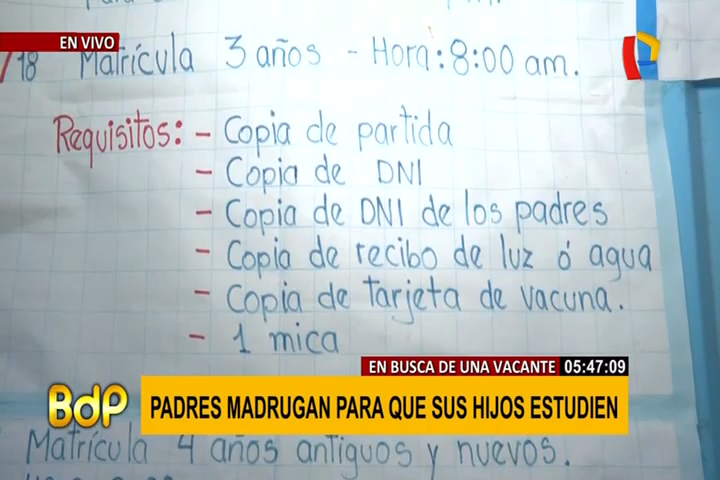 EN VIVO
/18 Matrícula 3 años - Hora: 8:00 am.
Requisitos: - Copia de partida
- Copia de DNI
- Copia de DNI de los padres
- Copia de recibo de luz ó agua
- Copia de tarjeta de vacuna.
- 1 mica
EN BUSCA DE UNA VACANTE 05:47:09
BdP PADRES MADRUGAN PARA QUE SUS HIJOS ESTUDIEN
Matrícula 4 años antiguos y nuevos.